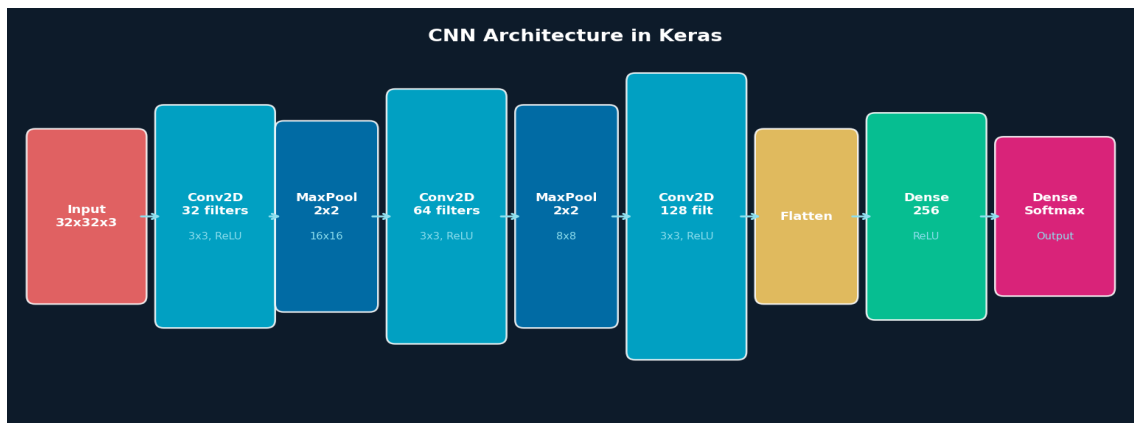 CNN Architecture in Keras
Input
32x32x3
Conv2D
32 filters
3x3, ReLU
MaxPool
2x2
16x16
Conv2D
64 filters
3x3, ReLU
MaxPool
2x2
8x8
Conv2D
128 filt
3x3, ReLU
Flatten
Dense
256
ReLU
Dense
Softmax
Output